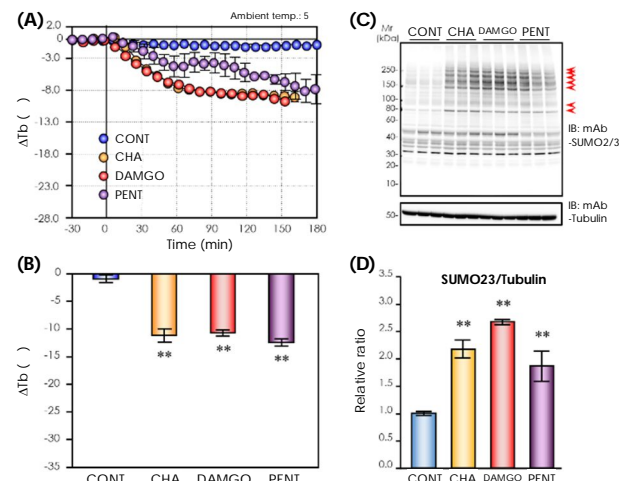 (A)
Ambient temp.: 5
2.0
-3.0
-8.0
-13.0
-18.0
-23.0
-28.0
ΔTb ( )
CONT
CHA
DAMGO
PENT
-30 0 30 60 90 120 150 180
Time (min)
(B)
0
-5
-10
-15
-20
-25
-30
-35
ΔTb ( )
** ** **
CONT CHA DAMGO PENT
(C)
Mr
(kDa)
CONT CHA DAMGO PENT
250-
150-
100-
80-
60-
50-
40-
30-
20-
10-
IB: mAb
-SUMO2/3
50-
IB: mAb
-Tubulin
(D)
SUMO23/Tubulin
3.5
3.0
2.5
2.0
1.5
1.0
0.5
0.0
Relative ratio
** ** **
CONT CHA DAMGO PENT